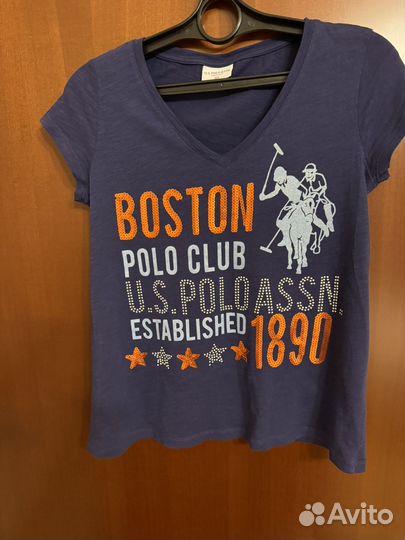 BOSTON
POLO CLUB
U.S. POLO ASSN.
ESTABLISHED 1890
Avito